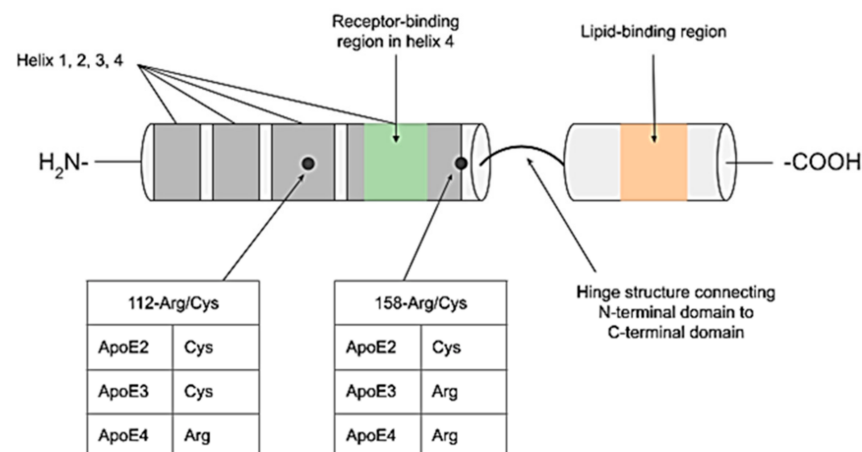 Receptor-binding
region in helix 4
Lipid-binding region
Helix 1, 2, 3, 4
H₂N-
-COOH
Hinge structure connecting
N-terminal domain to
C-terminal domain
112-Arg/Cys
ApoE2 Cys
ApoE3 Cys
ApoE4 Arg
158-Arg/Cys
ApoE2 Cys
ApoE3 Arg
ApoE4 Arg